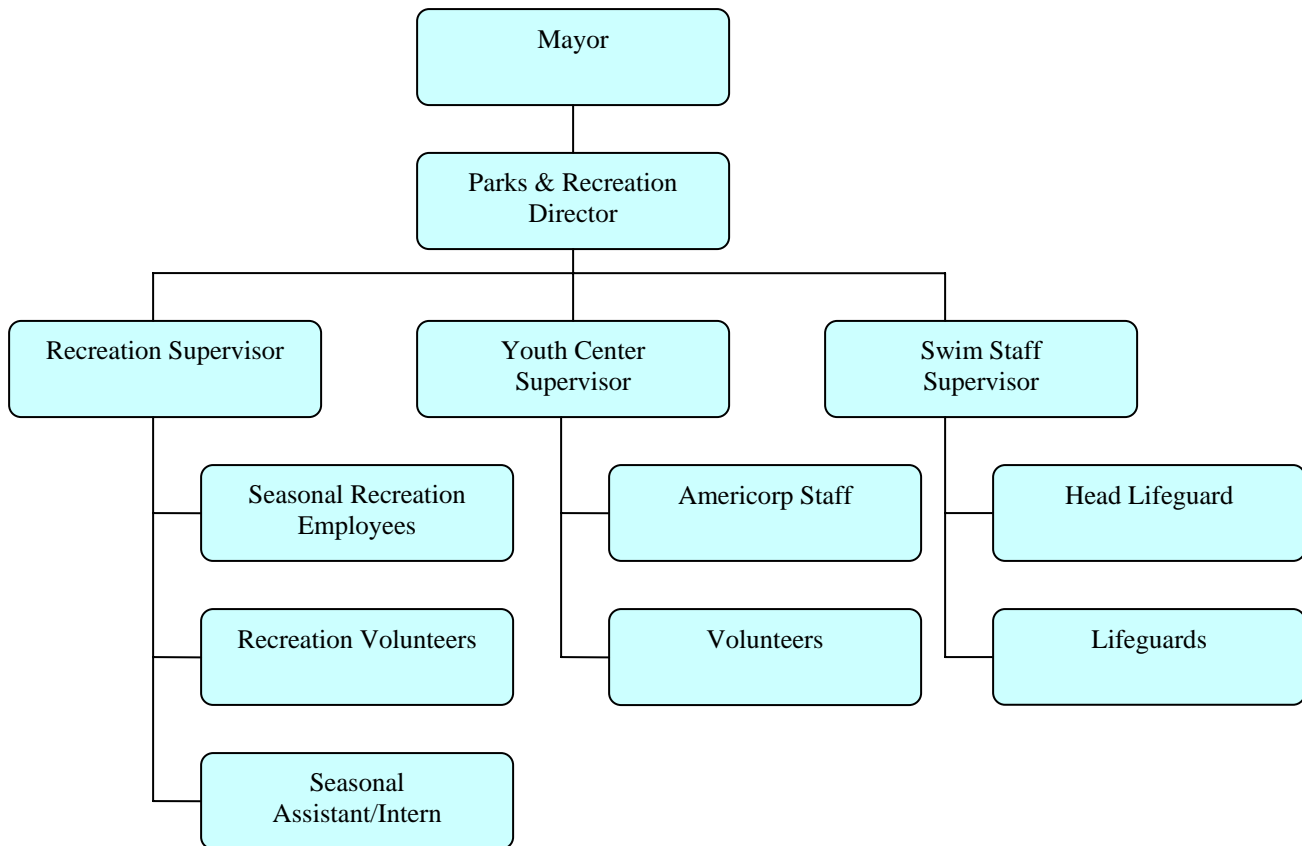 Mayor
Parks & Recreation
Director
Recreation Supervisor
Youth Center
Supervisor
Swim Staff
Supervisor
Seasonal Recreation
Employees
Americorp Staff
Head Lifeguard
Recreation Volunteers
Volunteers
Lifeguards
Seasonal
Assistant/Intern